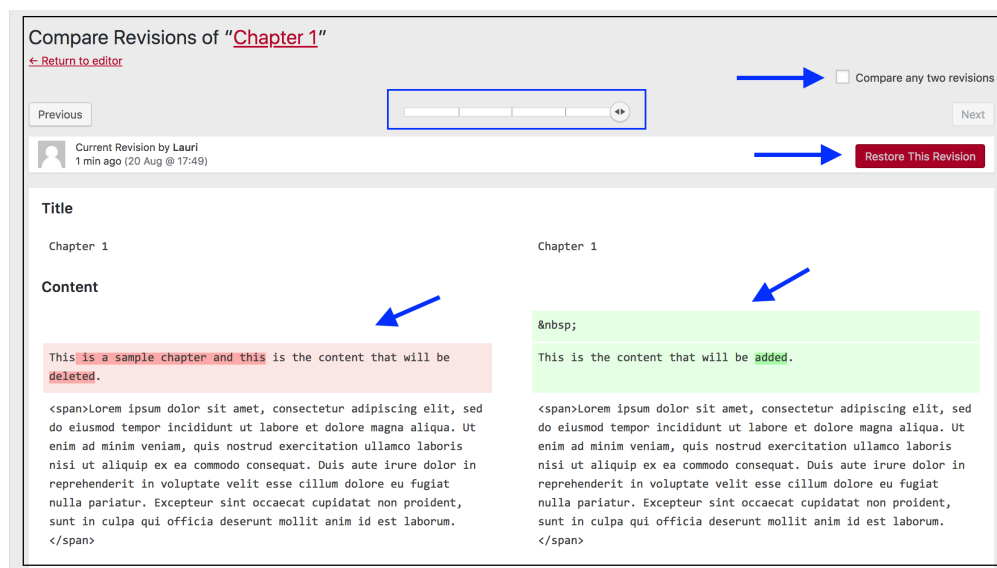 Compare Revisions of “Chapter 1”
← Return to editor
Compare any two revisions
Previous
Next
Current Revision by Lauri
1 min ago (20 Aug @ 17:49)
Restore This Revision
Title
Chapter 1
Chapter 1
Content
&nbsp;
This is a sample chapter and this is the content that will be
deleted.
This is the content that will be added.
<span>Lorem ipsum dolor sit amet, consectetur adipiscing elit, sed
do eiusmod tempor incididunt ut labore et dolore magna aliqua. Ut
enim ad minim veniam, quis nostrud exercitation ullamco laboris
nisi ut aliquip ex ea commodo consequat. Duis aute irure dolor in
reprehenderit in voluptate velit esse cillum dolore eu fugiat
nulla pariatur. Excepteur sint occaecat cupidatat non proident,
sunt in culpa qui officia deserunt mollit anim id est laborum.
</span>
<span>Lorem ipsum dolor sit amet, consectetur adipiscing elit, sed
do eiusmod tempor incididunt ut labore et dolore magna aliqua. Ut
enim ad minim veniam, quis nostrud exercitation ullamco laboris
nisi ut aliquip ex ea commodo consequat. Duis aute irure dolor in
reprehenderit in voluptate velit esse cillum dolore eu fugiat
nulla pariatur. Excepteur sint occaecat cupidatat non proident,
sunt in culpa qui officia deserunt mollit anim id est laborum.
</span>